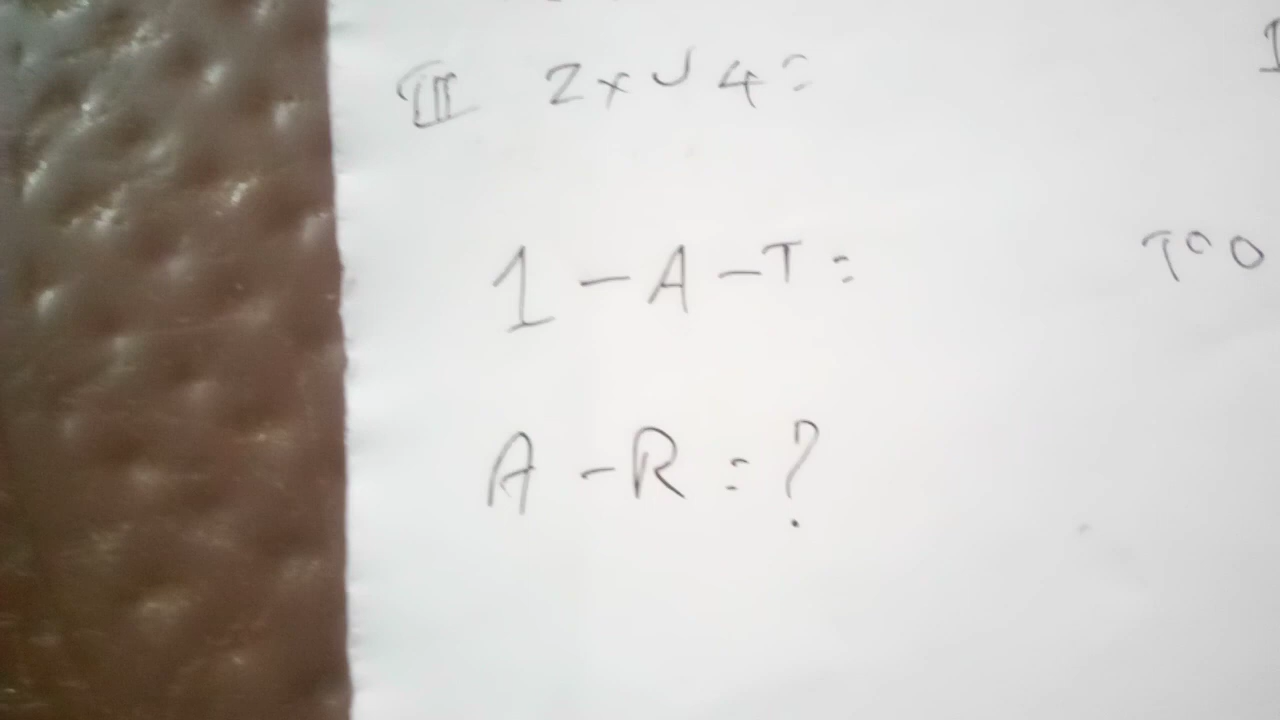 III 2x J 4=
1 - A - T =
A - R = ?